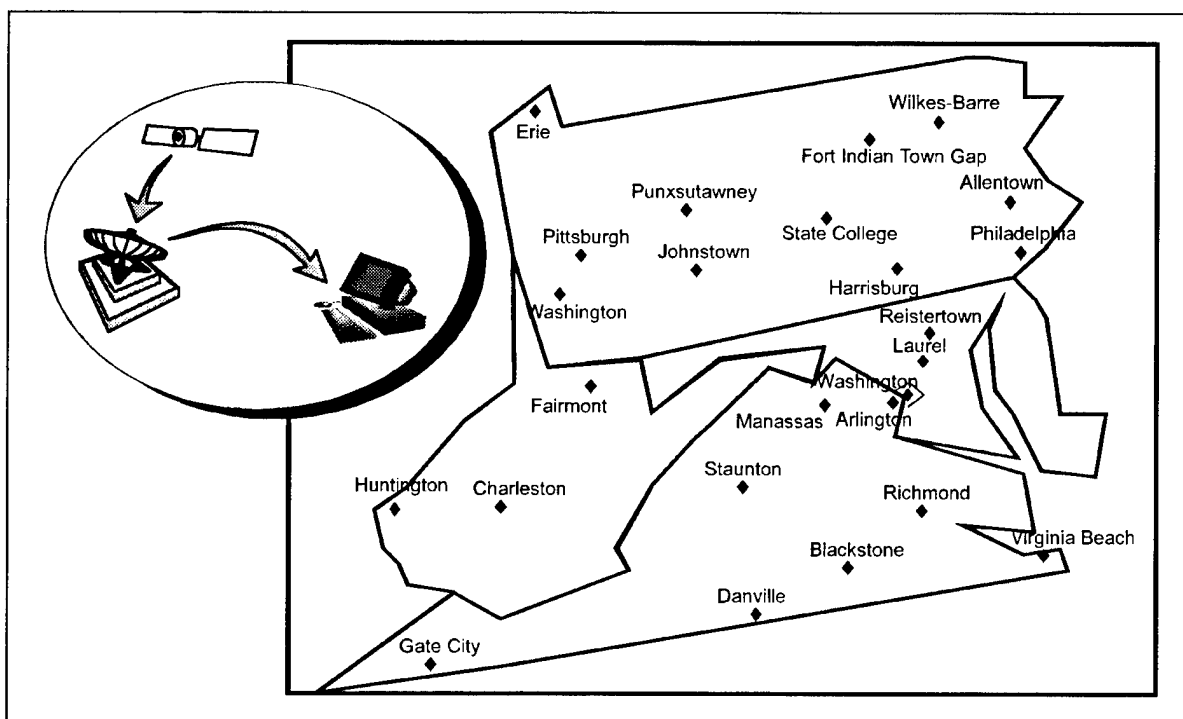 Wilkes-Barre
Erie
Fort Indian Town Gap
Punxsutawney
Allentown
State College
Philadelphia
Pittsburgh
Johnstown
Harrisburg
Washington
Reistertown
Laurel
Washington
Fairmont
Manassas
Arlington
Staunton
Huntington
Charleston
Richmond
Virginia Beach
Blackstone
Danville
Gate City